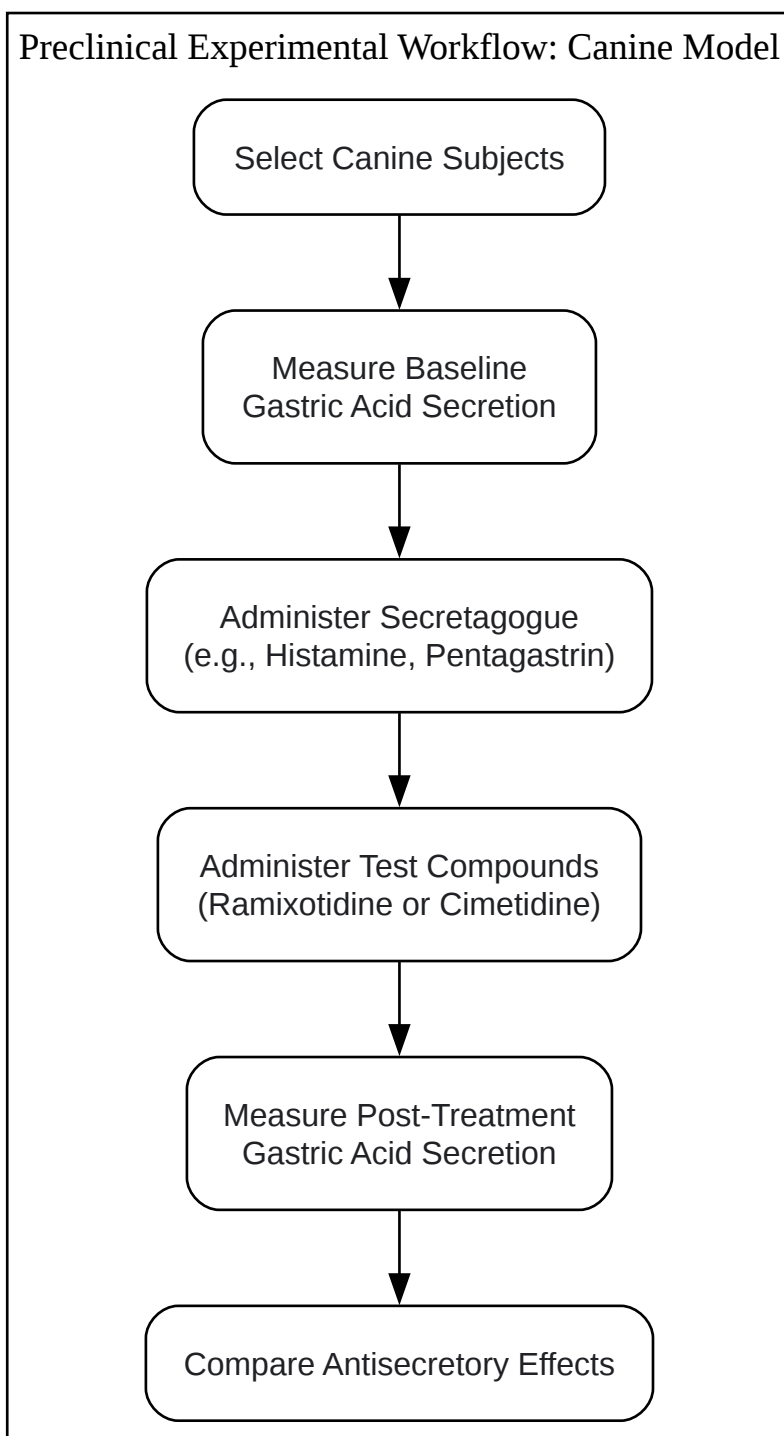 Preclinical Experimental Workflow: Canine Model
Select Canine Subjects
Measure Baseline
Gastric Acid Secretion
Administer Secretagogue
(e.g., Histamine, Pentagastrin)
Administer Test Compounds
(Ramixotidine or Cimetidine)
Measure Post-Treatment
Gastric Acid Secretion
Compare Antisecretory Effects